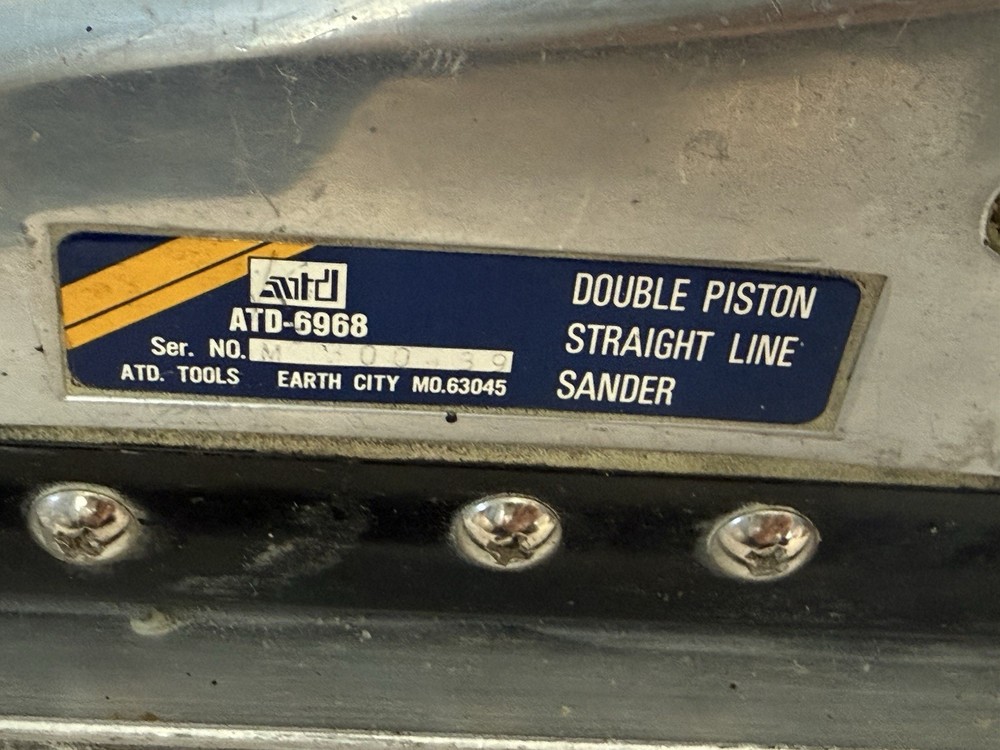 atd
ATD-6968
Ser. NO.
ATD. TOOLS EARTH CITY MO.63045
DOUBLE PISTON
STRAIGHT LINE
SANDER